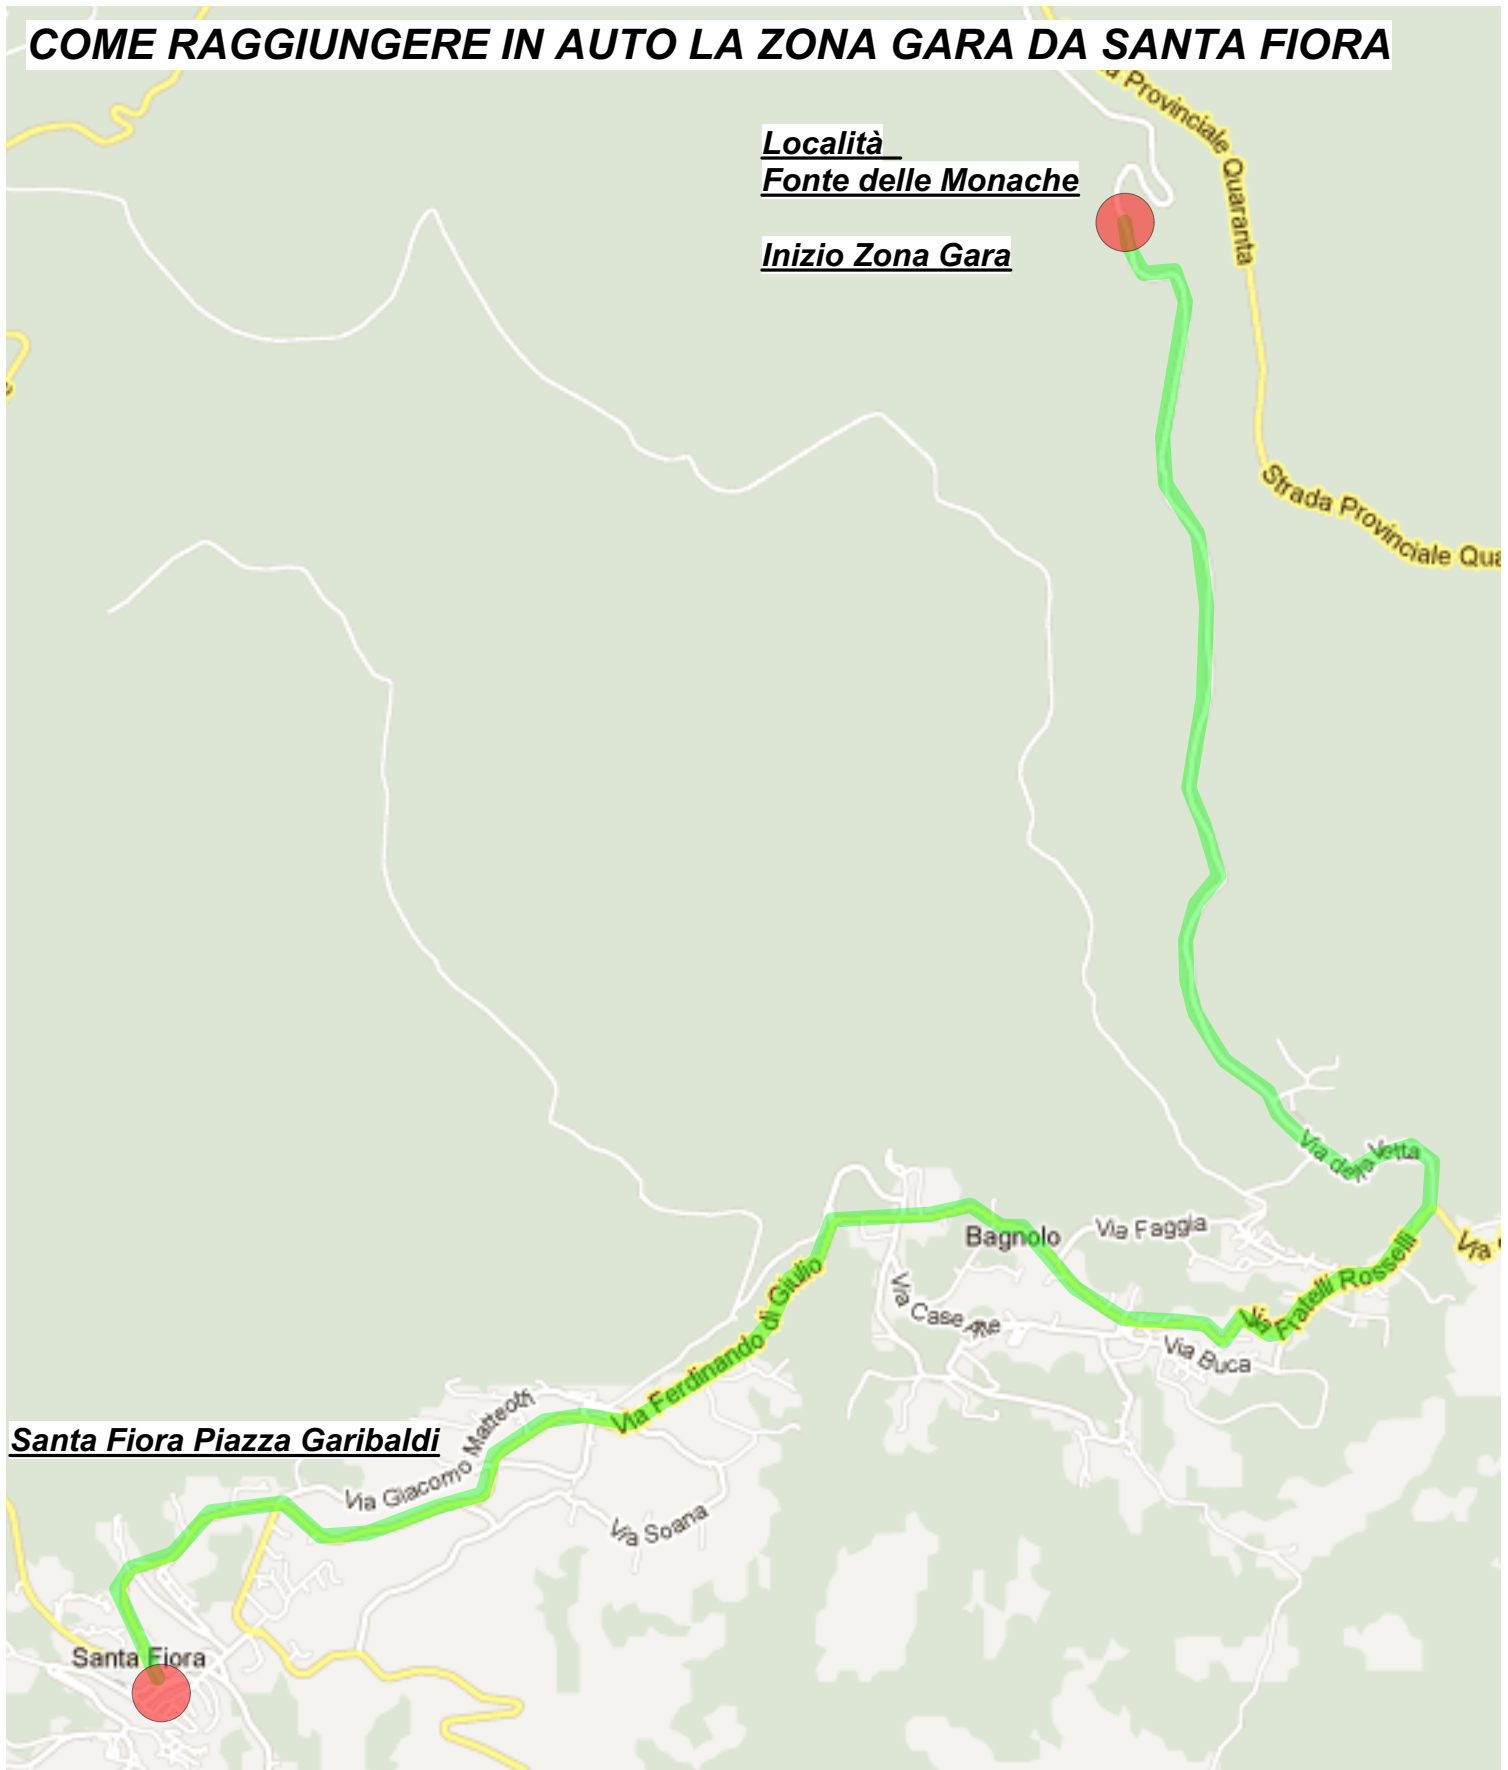 COME RAGGIUNGERE IN AUTO LA ZONA GARA DA SANTA FIORA
Provinciale Quaranta
Località
Fonte delle Monache
Inizio Zona Gara
Strada Provinciale
Via della Vetta
Via Faggia
Bagnolo
Via
Via Fratelli Rosselli
Via Ferdinando di Giulio
Via Case
Via Buca
Via Giacomo Matteotti
Santa Fiora Piazza Garibaldi
Via Soana
Santa Fiora